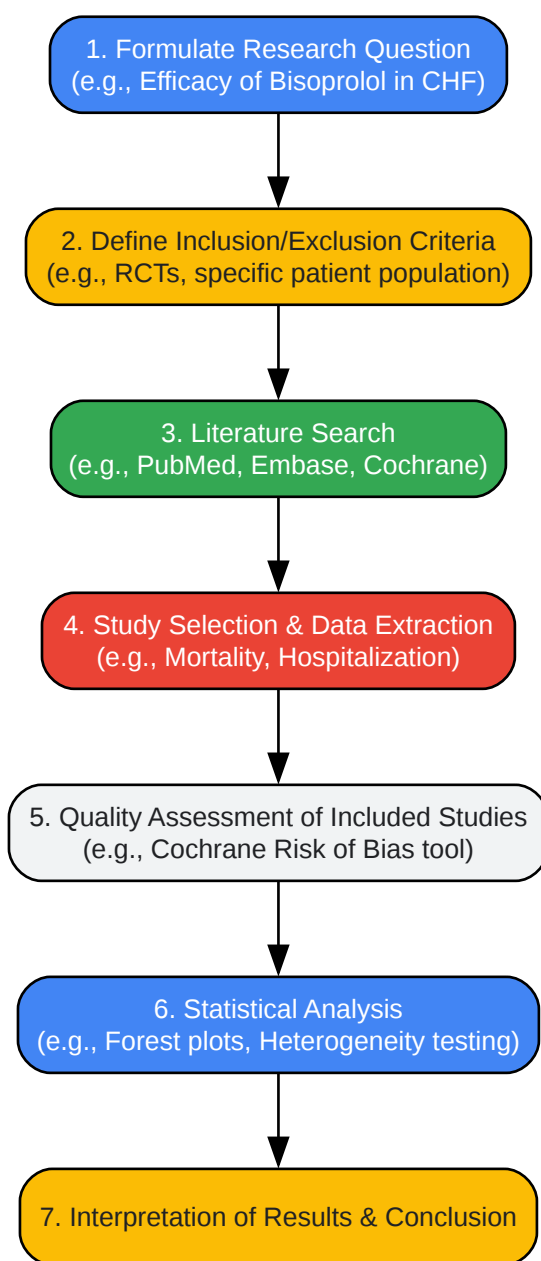 1. Formulate Research Question
(e.g., Efficacy of Bisoprolol in CHF)
2. Define Inclusion/Exclusion Criteria
(e.g., RCTs, specific patient population)
3. Literature Search
(e.g., PubMed, Embase, Cochrane)
4. Study Selection & Data Extraction
(e.g., Mortality, Hospitalization)
5. Quality Assessment of Included Studies
(e.g., Cochrane Risk of Bias tool)
6. Statistical Analysis
(e.g., Forest plots, Heterogeneity testing)
7. Interpretation of Results & Conclusion